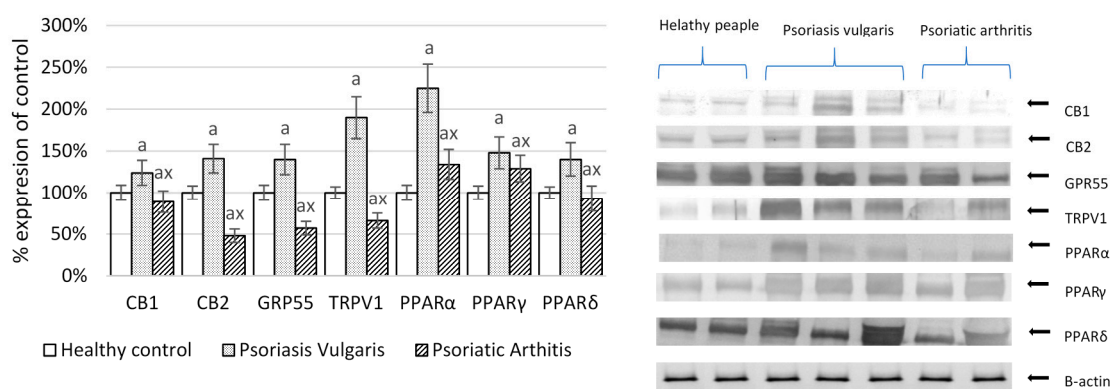 300%
250%
200%
150%
100%
50%
0%
% exppresion of control
a
ax
a
ax
a
ax
a
ax
a
ax
a
ax
a
ax
CB1 CB2 GRP55 TRPV1 PPARα PPARγ PPARδ
Healthy control Psoriasis Vulgaris Psoriatic Arthitis
Helathy peaple Psoriasis vulgaris Psoriatic arthritis
CB1
CB2
GPR55
TRPV1
PPARα
PPARγ
PPARδ
B-actin